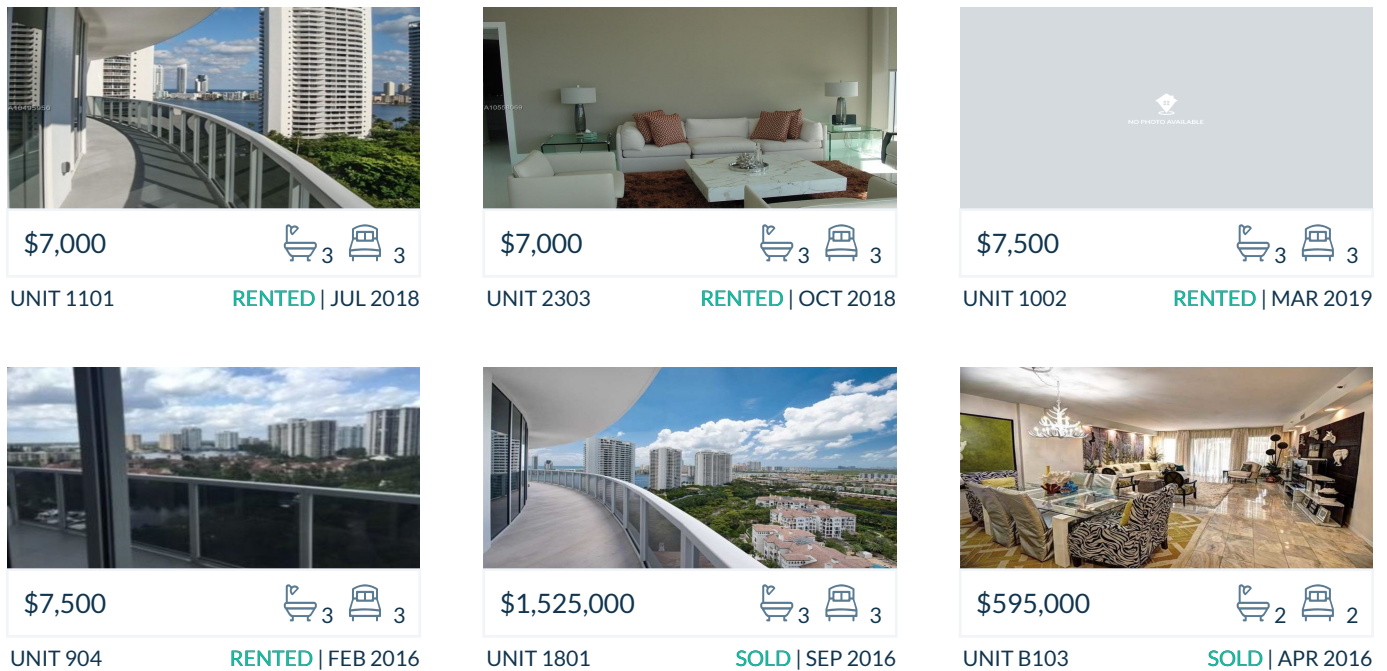 A10495956
A10559069
NO PHOTO AVAILABLE
$7,000 3 3
$7,000 3 3
$7,500 3 3
UNIT 1101 RENTED | JUL 2018
UNIT 2303 RENTED | OCT 2018
UNIT 1002 RENTED | MAR 2019
$7,500 3 3
$1,525,000 3 3
$595,000 2 2
UNIT 904 RENTED | FEB 2016
UNIT 1801 SOLD | SEP 2016
UNIT B103 SOLD | APR 2016